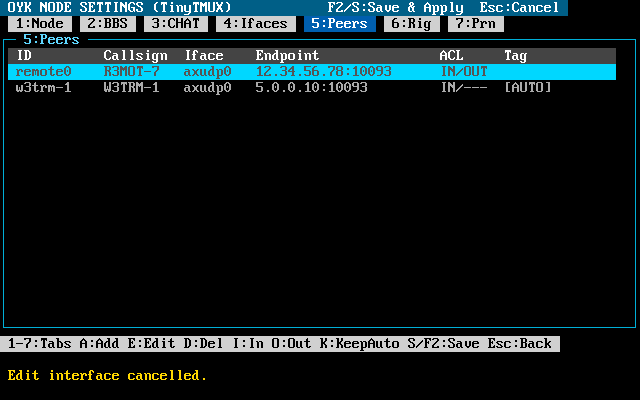 OYK NODE SETTINGS (TinyTMUX) F2/S:Save & Apply Esc:Cancel
1:Node 2:BBS 3:CHAT 4:Ifaces 5:Peers 6:Rig 7:Prn
5:Peers
ID Callsign Iface Endpoint ACL Tag
remote0 R3MOT-7 axudp0 12.34.56.78:10093 IN/OUT
w3trm-1 W3TRM-1 axudp0 5.0.0.10:10093 IN/--- [AUTO]
1-7:Tabs A:Add E:Edit D:Del I:In O:Out K:KeepAuto S/F2:Save Esc:Back
Edit interface cancelled.